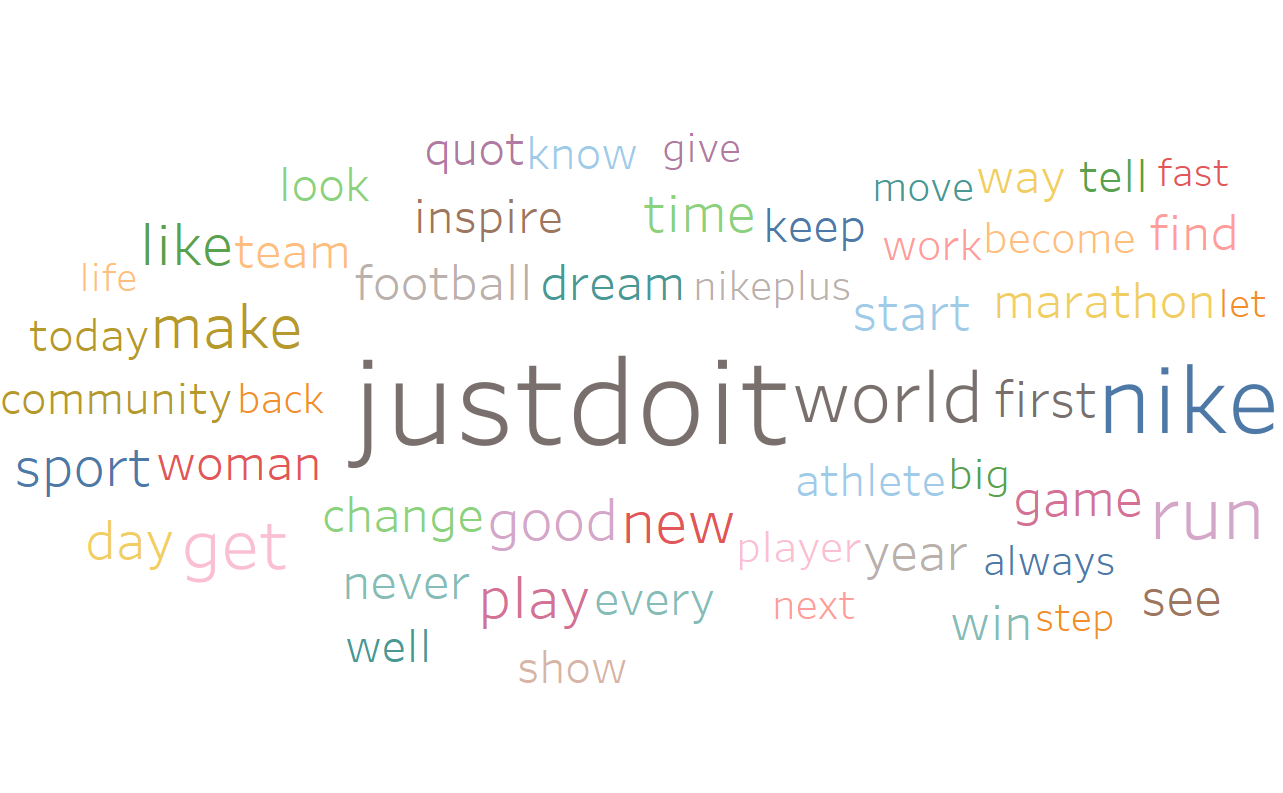 quot know give
look move way tell fast
inspire time keep
like team work become find
life football dream nikeplus
today make start marathon let
community back justdoit world first nike
sport woman athlete big game
day get change good new player year run
never play every next always see
well win step
show